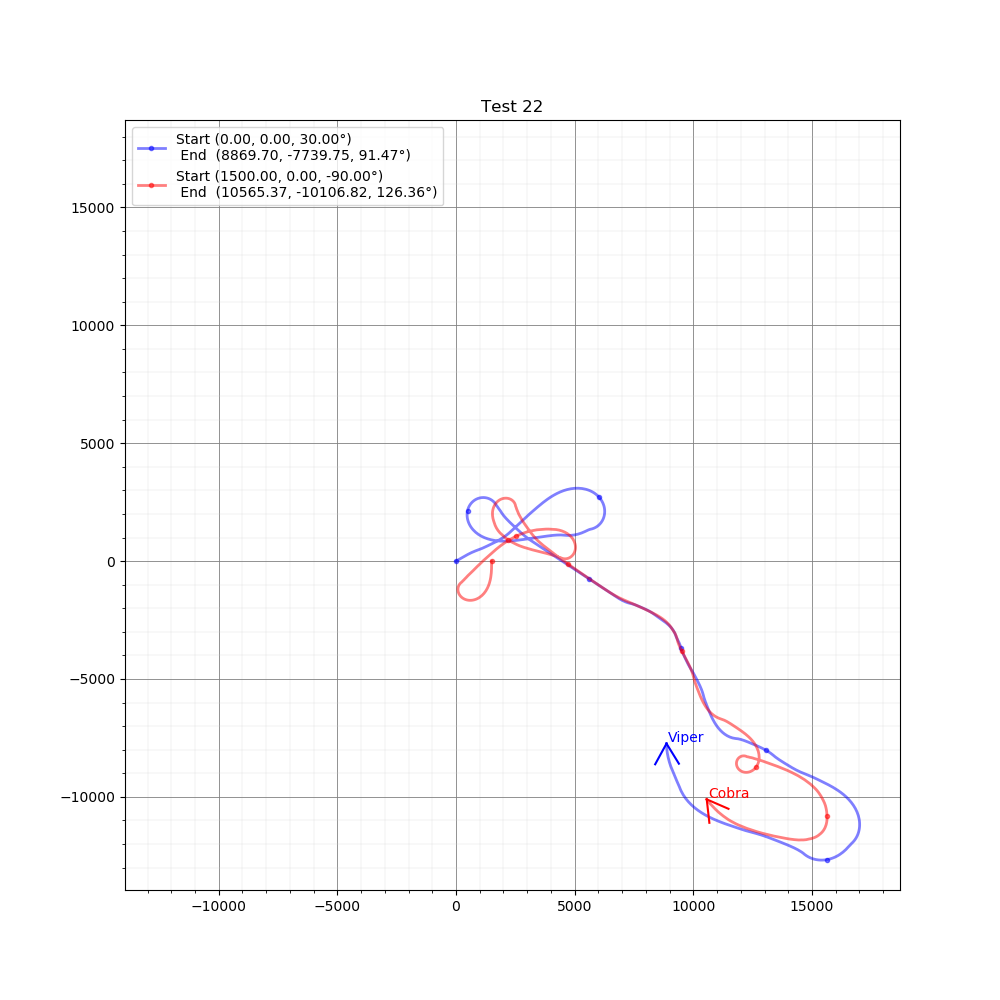 Test 22
Start (0.00, 0.00, 30.00°)
End (8869.70, -7739.75, 91.47°)
Start (1500.00, 0.00, -90.00°)
End (10565.37, -10106.82, 126.36°)
15000
10000
5000
0
−5000
−10000
Viper
Cobra
−10000 −5000 0 5000 10000 15000